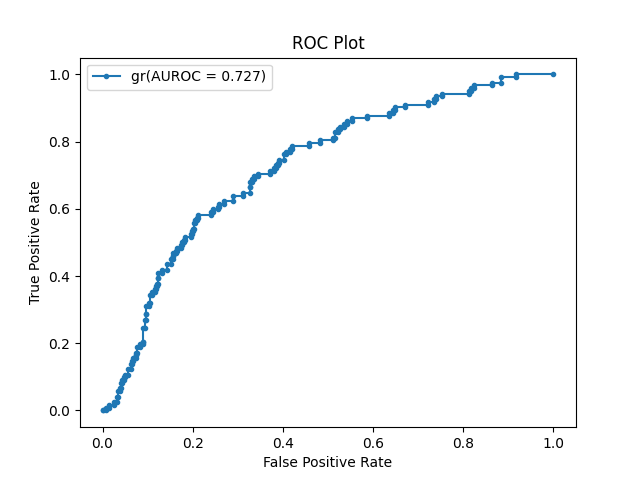 ROC Plot
gr(AUROC = 0.727)
1.0
0.8
0.6
0.4
0.2
0.0
True Positive Rate
0.0 0.2 0.4 0.6 0.8 1.0
False Positive Rate